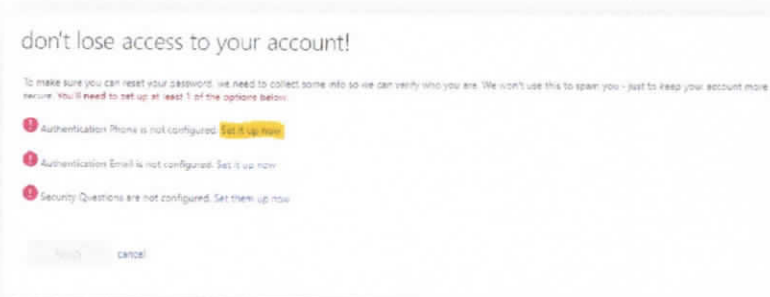 don't lose access to your account!
To make sure you can reset your password, we need to collect some info so we can verify who you are. We won't use this to spam you - just to keep your account more
secure. You'll need to set up at least 1 of the options below.
! Authentication Phone is not configured. Set it up now
! Authentication Email is not configured. Set it up now
! Security Questions are not configured. Set them up now
cancel